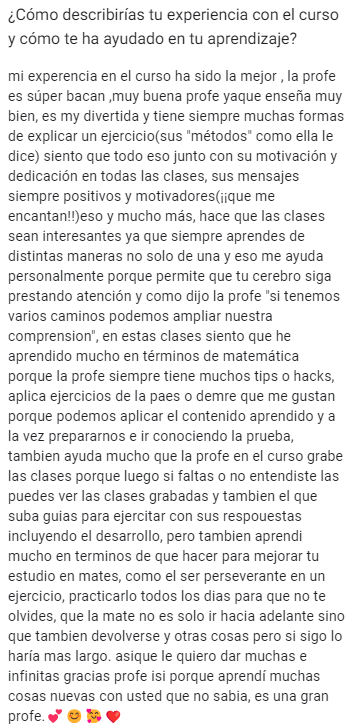 ¿Cómo describirías tu experiencia con el curso
y cómo te ha ayudado en tu aprendizaje?
mi experencia en el curso ha sido la mejor , la profe
es súper bacan ,muy buena profe yaque enseña muy
bien, es my divertida y tiene siempre muchas formas
de explicar un ejercicio(sus "métodos" como ella le
dice) siento que todo eso junto con su motivación y
dedicación en todas las clases, sus mensajes
siempre positivos y motivadores(¡¡que me
encantan!!)eso y mucho más, hace que las clases
sean interesantes ya que siempre aprendes de
distintas maneras no solo de una y eso me ayuda
personalmente porque permite que tu cerebro siga
prestando atención y como dijo la profe "si tenemos
varios caminos podemos ampliar nuestra
comprension", en estas clases siento que he
aprendido mucho en términos de matemática
porque la profe siempre tiene muchos tips o hacks,
aplica ejercicios de la paes o demre que me gustan
porque podemos aplicar el contenido aprendido y a
la vez prepararnos e ir conociendo la prueba,
tambien ayuda mucho que la profe en el curso grabe
las clases porque luego si faltas o no entendiste las
puedes ver las clases grabadas y tambien el que
suba guias para ejercitar con sus respouestas
incluyendo el desarrollo, pero tambien aprendi
mucho en terminos de que hacer para mejorar tu
estudio en mates, como el ser perseverante en un
ejercicio, practicarlo todos los dias para que no te
olvides, que la mate no es solo ir hacia adelante sino
que tambien devolverse y otras cosas pero si sigo lo
haría mas largo. asique le quiero dar muchas e
infinitas gracias profe isi porque aprendí muchas
cosas nuevas con usted que no sabia, es una gran
profe. 💕 😊 🥰 ❤️